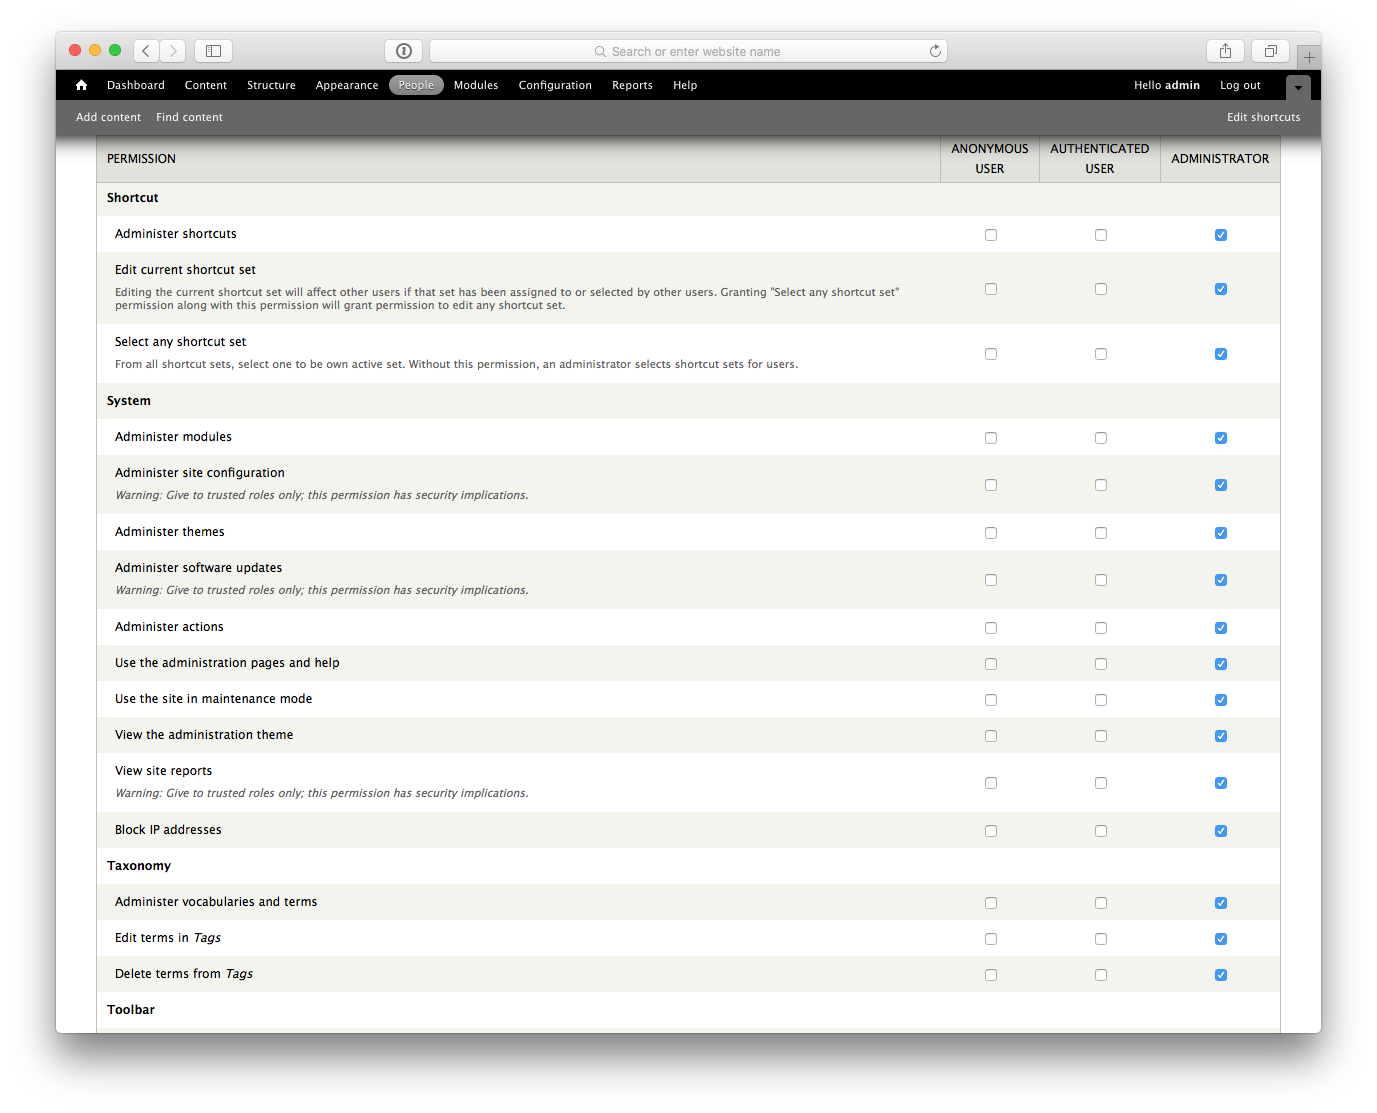 Search or enter website name
Dashboard Content Structure Appearance People Modules Configuration Reports Help Hello admin Log out
Add content Find content Edit shortcuts
PERMISSION ANONYMOUS USER AUTHENTICATED USER ADMINISTRATOR
Shortcut
Administer shortcuts
Edit current shortcut set
Editing the current shortcut set will affect other users if that set has been assigned to or selected by other users. Granting "Select any shortcut set"
permission along with this permission will grant permission to edit any shortcut set.
Select any shortcut set
From all shortcut sets, select one to be own active set. Without this permission, an administrator selects shortcut sets for users.
System
Administer modules
Administer site configuration
Warning: Give to trusted roles only; this permission has security implications.
Administer themes
Administer software updates
Warning: Give to trusted roles only; this permission has security implications.
Administer actions
Use the administration pages and help
Use the site in maintenance mode
View the administration theme
View site reports
Warning: Give to trusted roles only; this permission has security implications.
Block IP addresses
Taxonomy
Administer vocabularies and terms
Edit terms in Tags
Delete terms from Tags
Toolbar